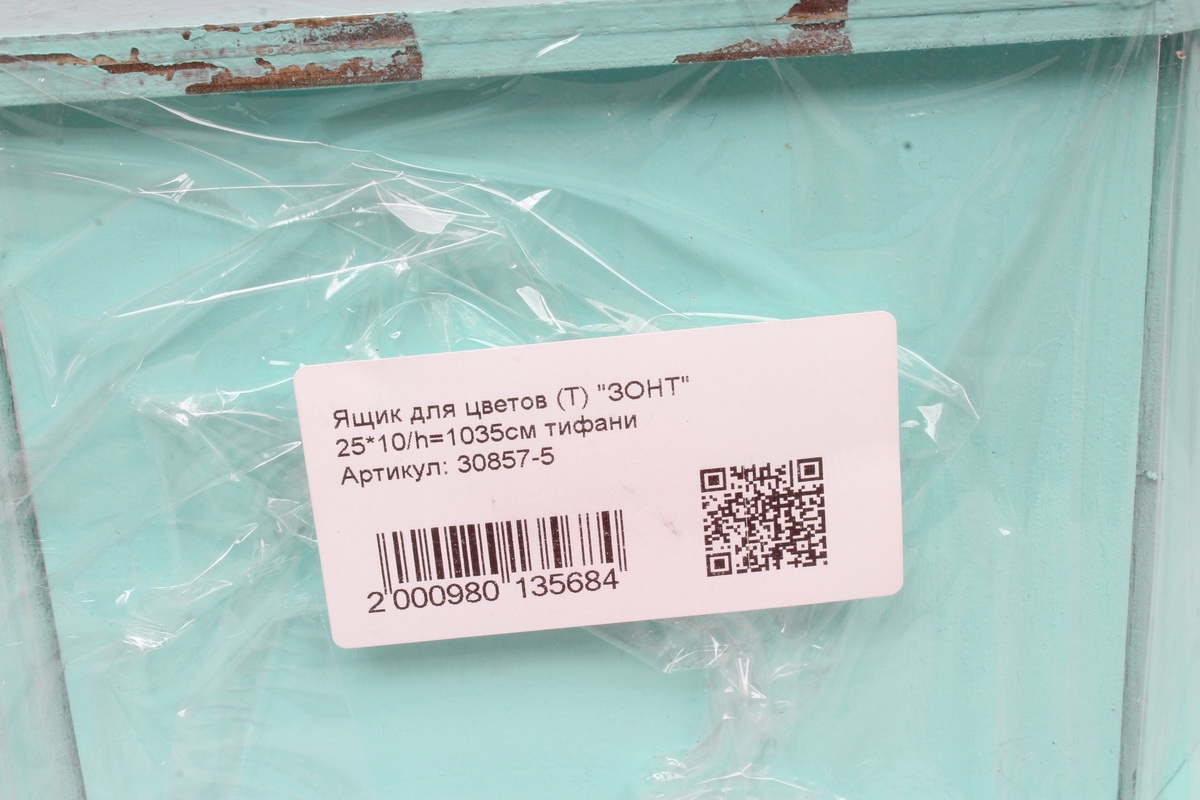 Ящик для цветов (Т) "ЗОНТ"
25*10/h=1035см тифани
Артикул: 30857-5
2 000980 135684